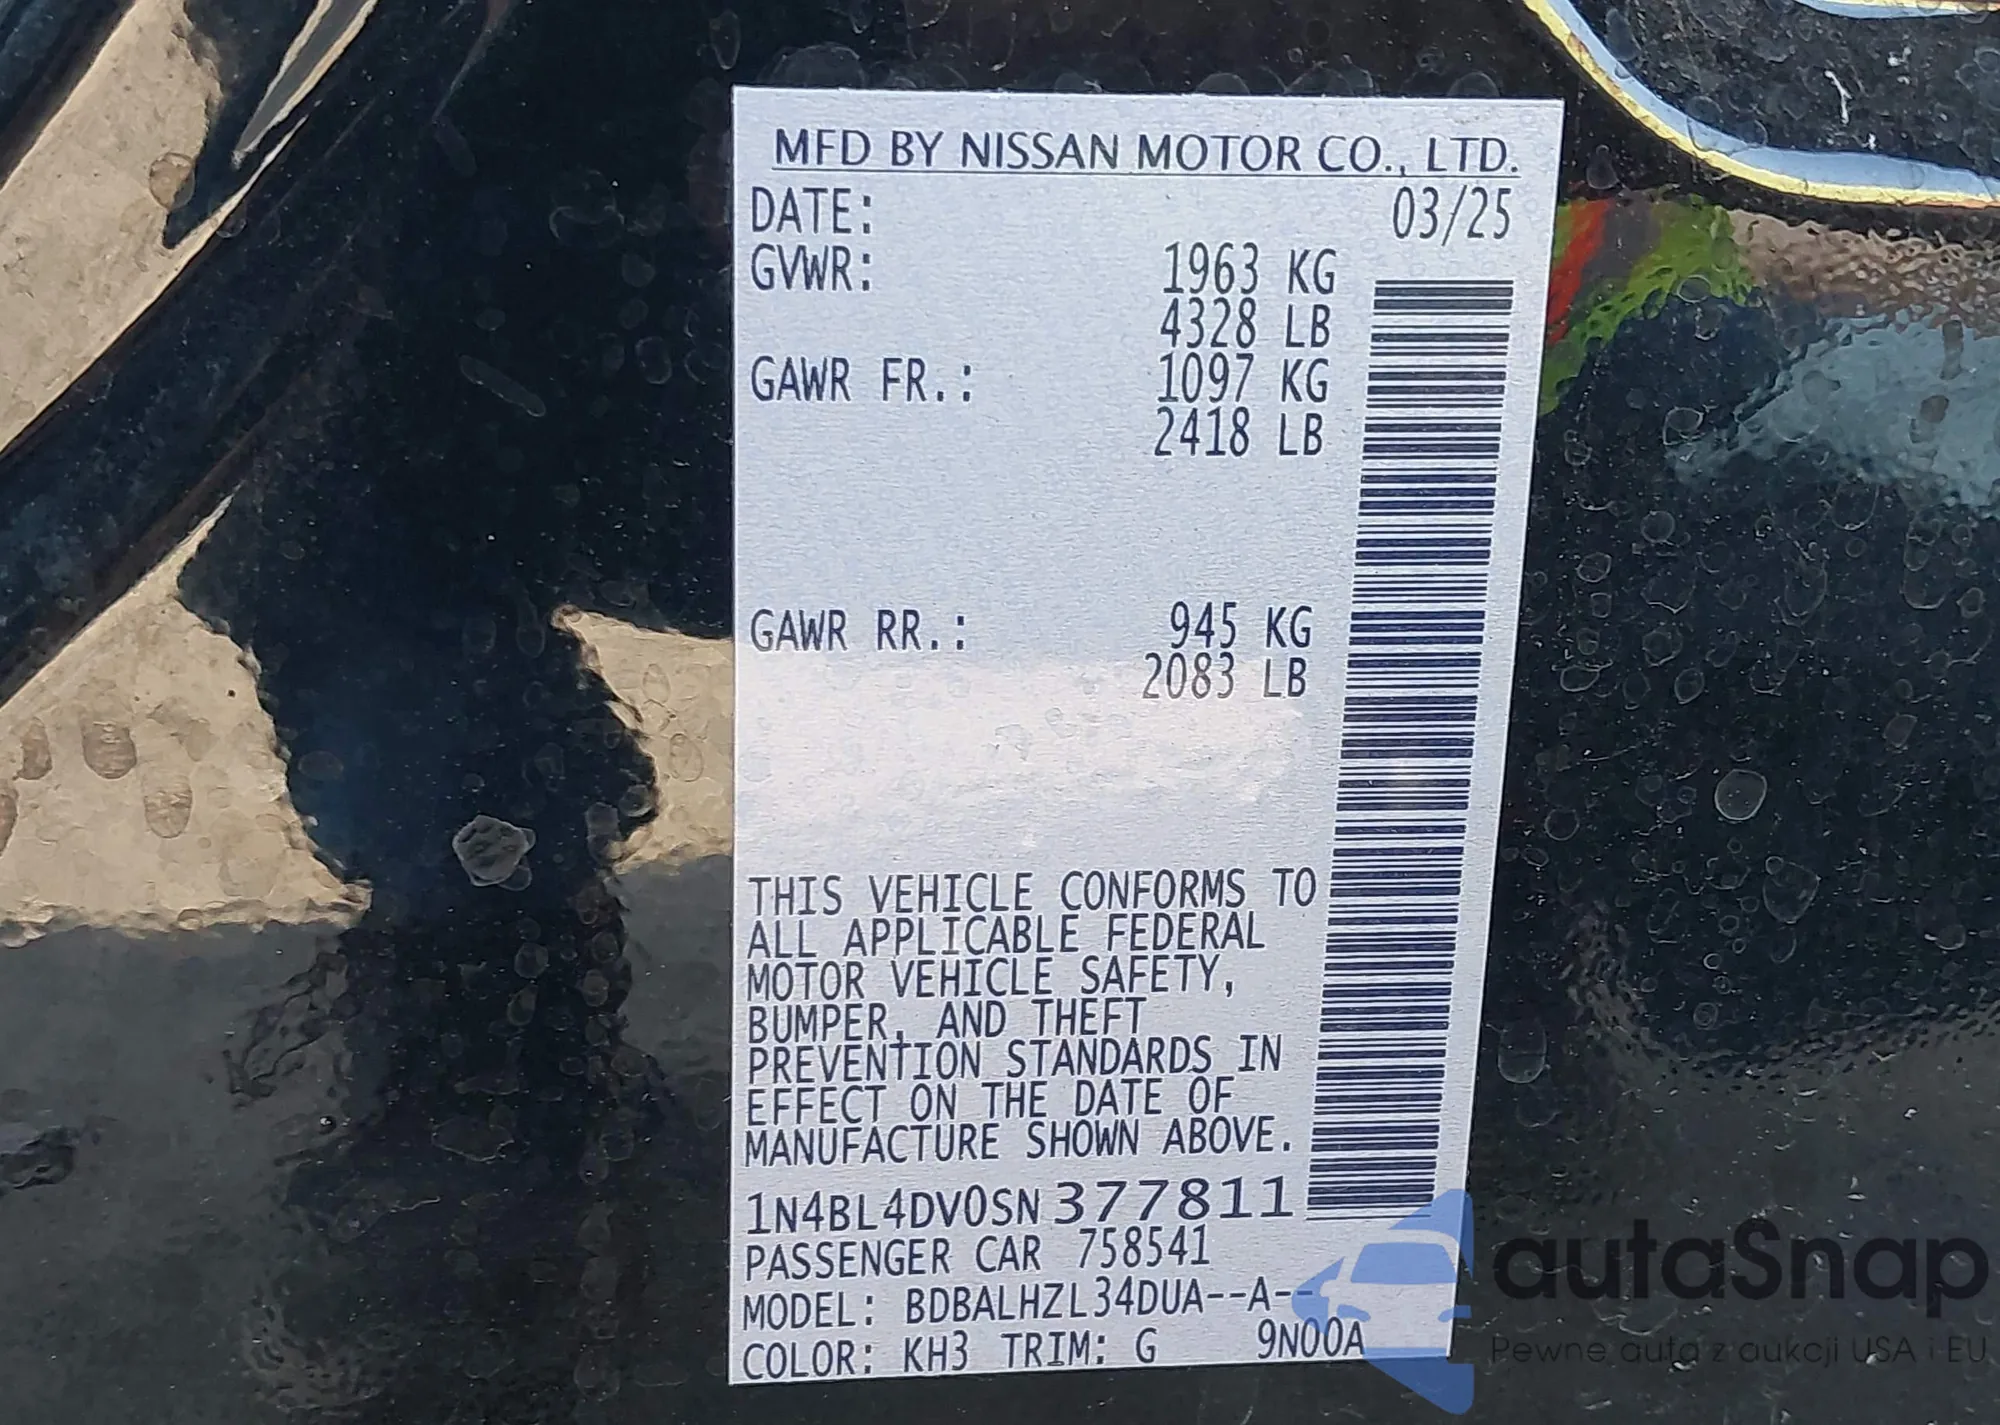 MFD BY NISSAN MOTOR CO., LTD.
DATE: 03/25
GVWR: 1963 KG
4328 LB
GAWR FR.: 1097 KG
2418 LB
GAWR RR.: 945 KG
2083 LB
THIS VEHICLE CONFORMS TO
ALL APPLICABLE FEDERAL
MOTOR VEHICLE SAFETY,
BUMPER, AND THEFT
PREVENTION STANDARDS IN
EFFECT ON THE DATE OF
MANUFACTURE SHOWN ABOVE.
1N4BL4DV0SN377811
PASSENGER CAR 758541
MODEL: BDBALHZL34DUA--A--
COLOR: KH3 TRIM: G 9N00A
autaSnap
Pewne auta z aukcji USA i EU